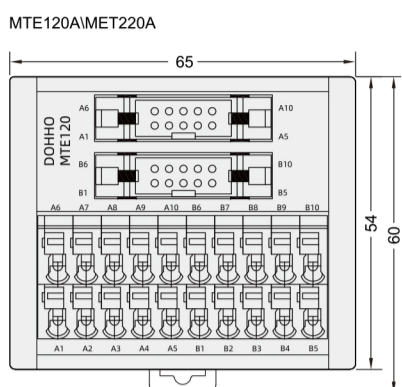 MTE120A\MET220A
65
A6 A10
A1 A5
DOHHO
MTE120
B6 B10
B1 B5
A6 A7 A8 A9 A10 B6 B7 B8 B9 B10
54
60
A1 A2 A3 A4 A5 B1 B2 B3 B4 B5